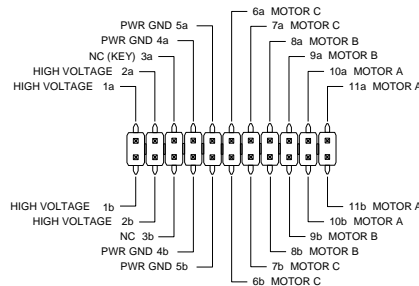 6a MOTOR C
PWR GND 5a
7a MOTOR C
PWR GND 4a
8a MOTOR B
NC (KEY) 3a
9a MOTOR B
HIGH VOLTAGE 2a
10a MOTOR A
HIGH VOLTAGE 1a
11a MOTOR A
HIGH VOLTAGE 1b
11b MOTOR A
HIGH VOLTAGE 2b
10b MOTOR A
NC 3b
9b MOTOR B
PWR GND 4b
8b MOTOR B
PWR GND 5b
7b MOTOR C
6b MOTOR C